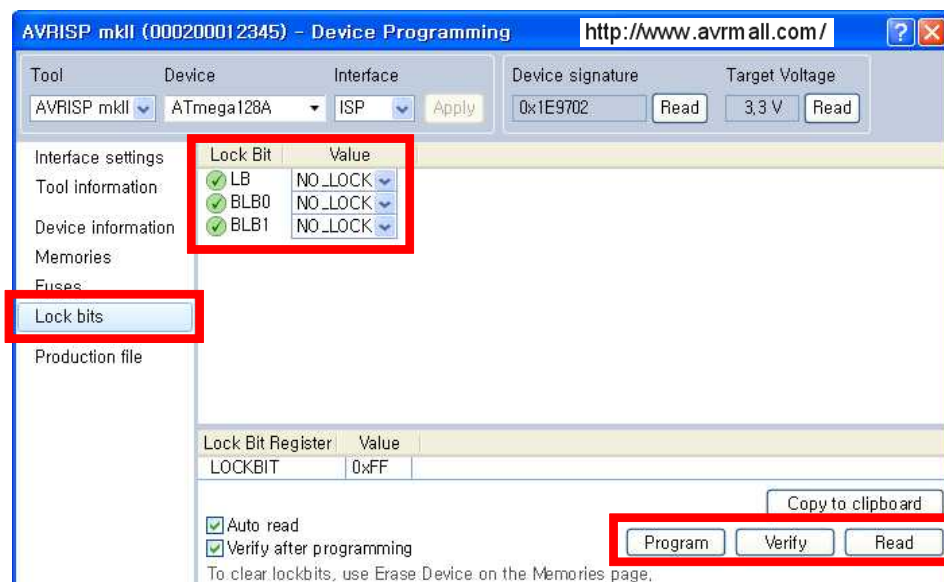 AVRISP mkII (000200012345) - Device Programming
http://www.avrmall.com/
Tool Device Interface Device signature Target Voltage
AVRISP mkII ATmega128A ISP Apply 0x1E9702 Read 3,3 V Read
Interface settings
Tool information
Device information
Memories
Fuses
Lock bits
Production file
Lock Bit Value
LB NO_LOCK
BLB0 NO_LOCK
BLB1 NO_LOCK
Lock Bit Register Value
LOCKBIT 0xFF
Copy to clipboard
Auto read
Verify after programming
Program Verify Read
To clear lockbits, use Erase Device on the Memories page,